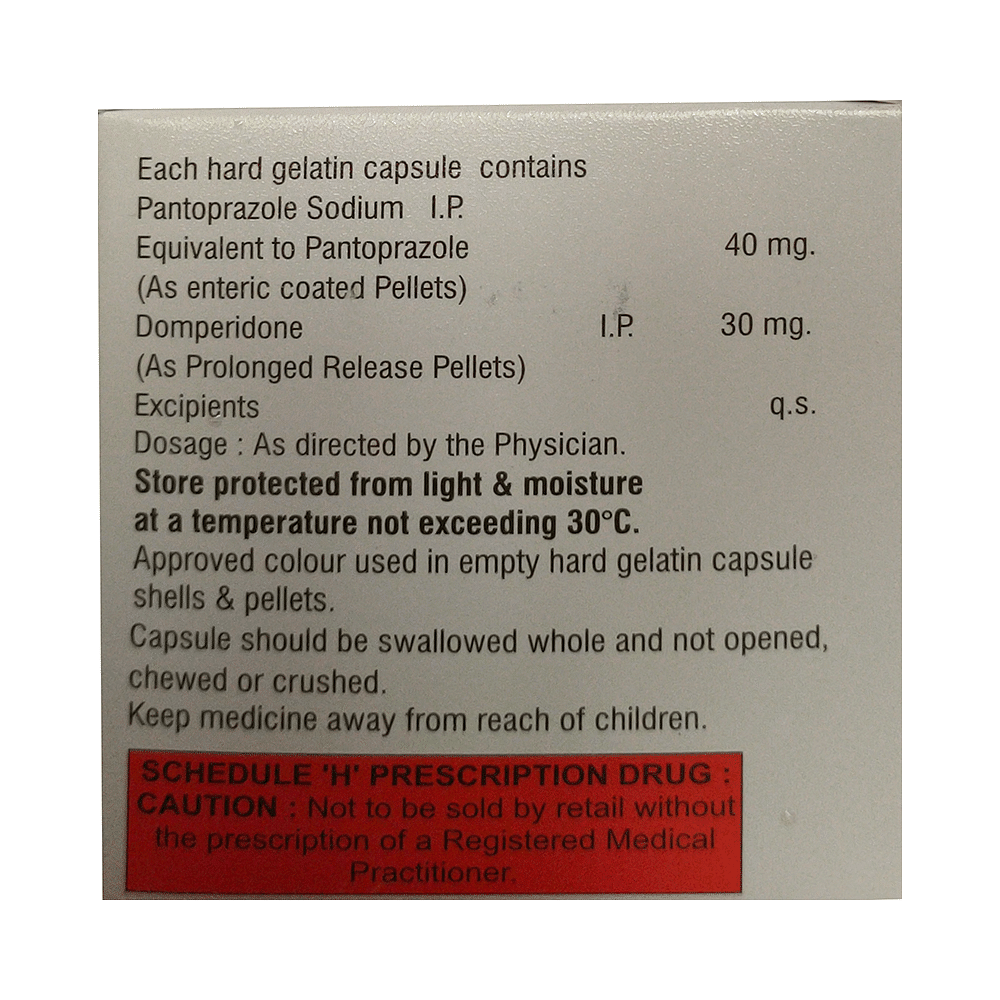 Each hard gelatin capsule contains
Pantoprazole Sodium I.P.
Equivalent to Pantoprazole 40 mg.
(As enteric coated Pellets)
Domperidone I.P. 30 mg.
(As Prolonged Release Pellets)
Excipients q.s.
Dosage : As directed by the Physician.
Store protected from light & moisture
at a temperature not exceeding 30°C.
Approved colour used in empty hard gelatin capsule
shells & pellets.
Capsule should be swallowed whole and not opened,
chewed or crushed.
Keep medicine away from reach of children.
SCHEDULE 'H' PRESCRIPTION DRUG :
CAUTION : Not to be sold by retail without
the prescription of a Registered Medical
Practitioner.